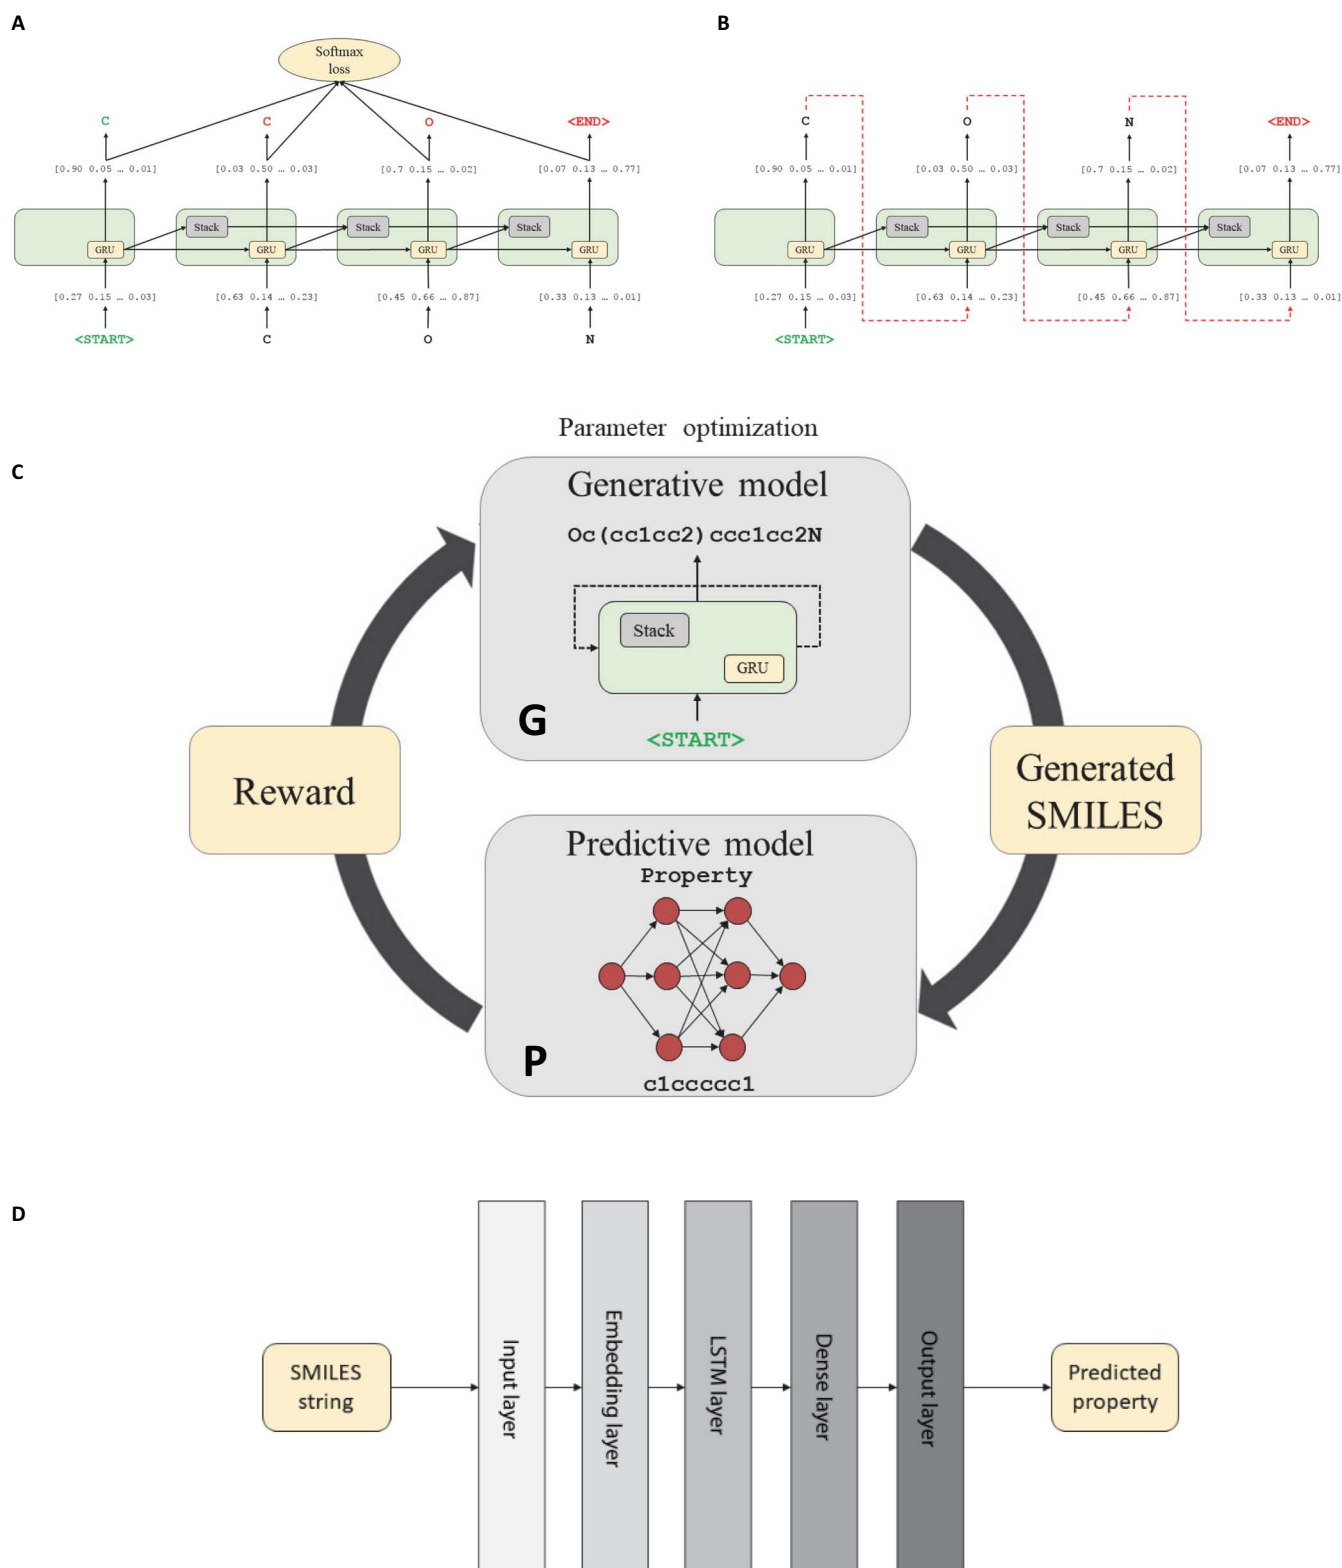 A
Softmax
loss
C C O <END>
[0.90 0.05 … 0.01] [0.03 0.50 … 0.03] [0.7 0.15 … 0.02] [0.07 0.13 … 0.77]
Stack Stack Stack
GRU GRU GRU GRU
[0.27 0.15 … 0.03] [0.63 0.14 … 0.23] [0.45 0.66 … 0.87] [0.33 0.13 … 0.01]
<START> C O N
B
C O N <END>
[0.90 0.05 … 0.01] [0.03 0.50 … 0.03] [0.7 0.15 … 0.02] [0.07 0.13 … 0.77]
Stack Stack Stack
GRU GRU GRU GRU
[0.27 0.15 … 0.03] [0.63 0.14 … 0.23] [0.45 0.66 … 0.87] [0.33 0.13 … 0.01]
<START>
C
Parameter optimization
Generative model
Oc(cc1cc2)ccc1cc2N
Stack
GRU
G
<START>
Reward
Generated
SMILES
Predictive model
Property
P
c1ccccc1
D
SMILES
string
Input layer
Embedding layer
LSTM layer
Dense layer
Output layer
Predicted
property